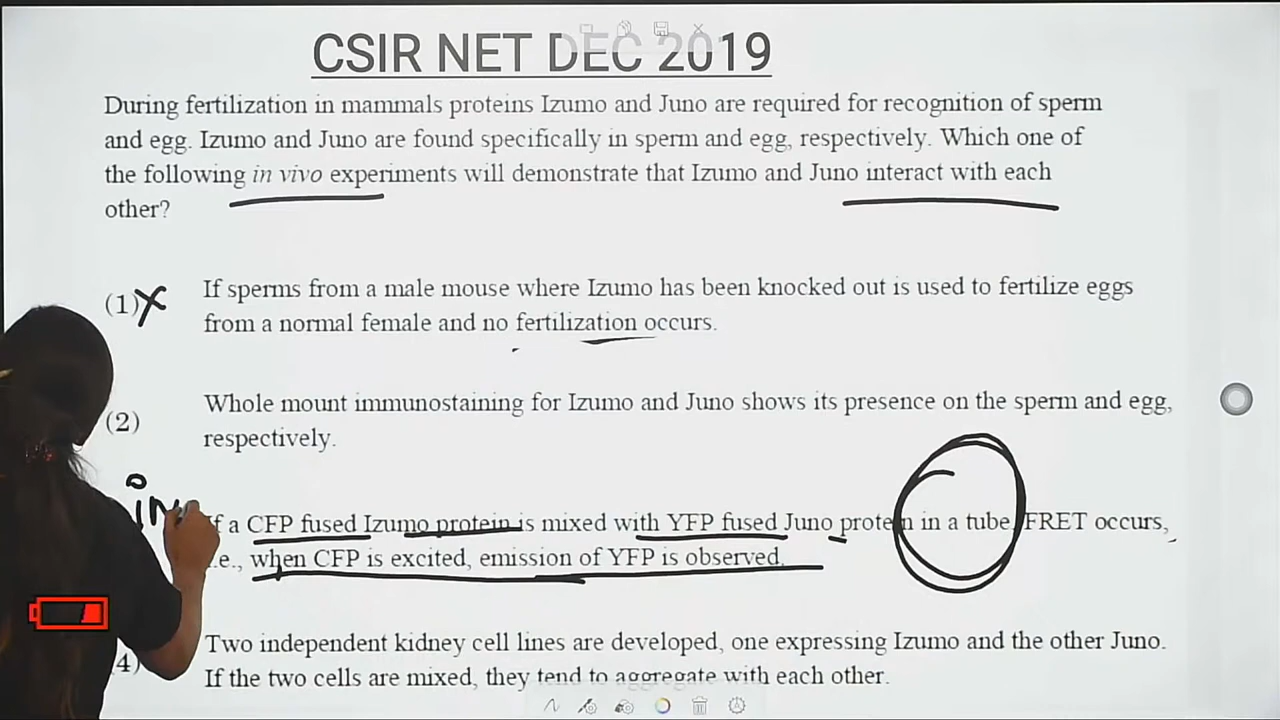 CSIR NET DEC 2019
During fertilization in mammals proteins Izumo and Juno are required for recognition of sperm
and egg. Izumo and Juno are found specifically in sperm and egg, respectively. Which one of
the following in vivo experiments will demonstrate that Izumo and Juno interact with each
other?
(1) X If sperms from a male mouse where Izumo has been knocked out is used to fertilize eggs
from a normal female and no fertilization occurs.
(2) Whole mount immunostaining for Izumo and Juno shows its presence on the sperm and egg,
respectively.
in If a CFP fused Izumo protein is mixed with YFP fused Juno protein in a tube, FRET occurs,
i.e., when CFP is excited, emission of YFP is observed.
4) Two independent kidney cell lines are developed, one expressing Izumo and the other Juno.
If the two cells are mixed, they tend to aggregate with each other.